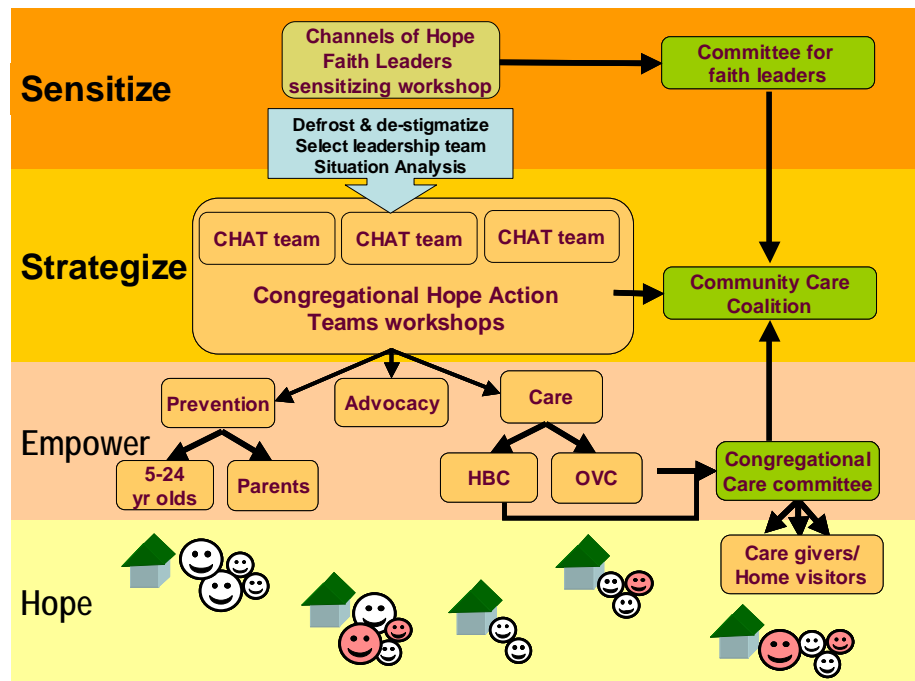 Sensitize
Channels of Hope
Faith Leaders
sensitizing workshop
Committee for
faith leaders
Defrost & de-stigmatize
Select leadership team
Situation Analysis
Strategize
CHAT team
CHAT team
CHAT team
Congregational Hope Action
Teams workshops
Community Care
Coalition
Empower
Prevention
Advocacy
Care
5-24
yr olds
Parents
HBC
OVC
Congregational
Care committee
Hope
Care givers/
Home visitors